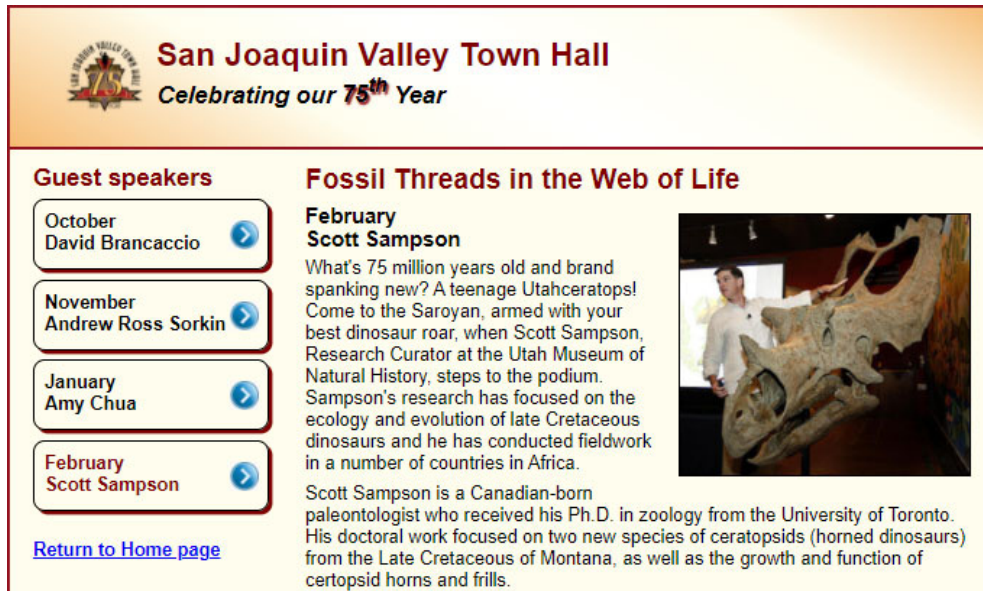 SAN JOAQUIN VALLEY TOWN HALL
75
San Joaquin Valley Town Hall
Celebrating our 75th Year
Guest speakers
October
David Brancaccio
November
Andrew Ross Sorkin
January
Amy Chua
February
Scott Sampson
Return to Home page
Fossil Threads in the Web of Life
February
Scott Sampson
What's 75 million years old and brand
spanking new? A teenage Utahceratops!
Come to the Saroyan, armed with your
best dinosaur roar, when Scott Sampson,
Research Curator at the Utah Museum of
Natural History, steps to the podium.
Sampson's research has focused on the
ecology and evolution of late Cretaceous
dinosaurs and he has conducted fieldwork
in a number of countries in Africa.
Scott Sampson is a Canadian-born
paleontologist who received his Ph.D. in zoology from the University of Toronto.
His doctoral work focused on two new species of ceratopsids (horned dinosaurs)
from the Late Cretaceous of Montana, as well as the growth and function of
certopsid horns and frills.